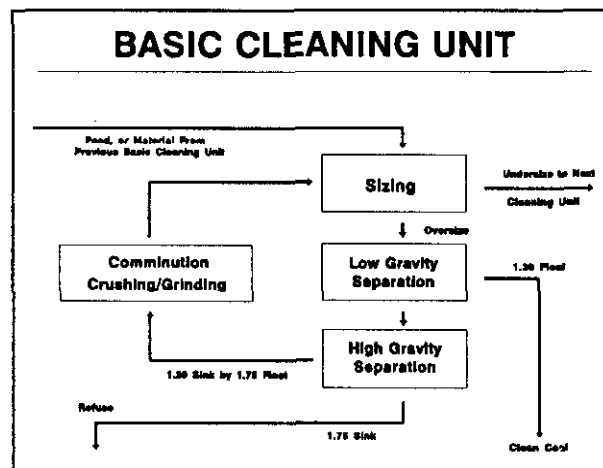 BASIC CLEANING UNIT
Feed, or Material From
Previous Basic Cleaning Unit
Sizing
Undersize to Next
Cleaning Unit
Oversize
Comminution
Crushing/Grinding
Low Gravity
Separation
1.30 Float
High Gravity
Separation
1.30 Sink by 1.75 Float
Refuse
1.75 Sink
Clean Coal